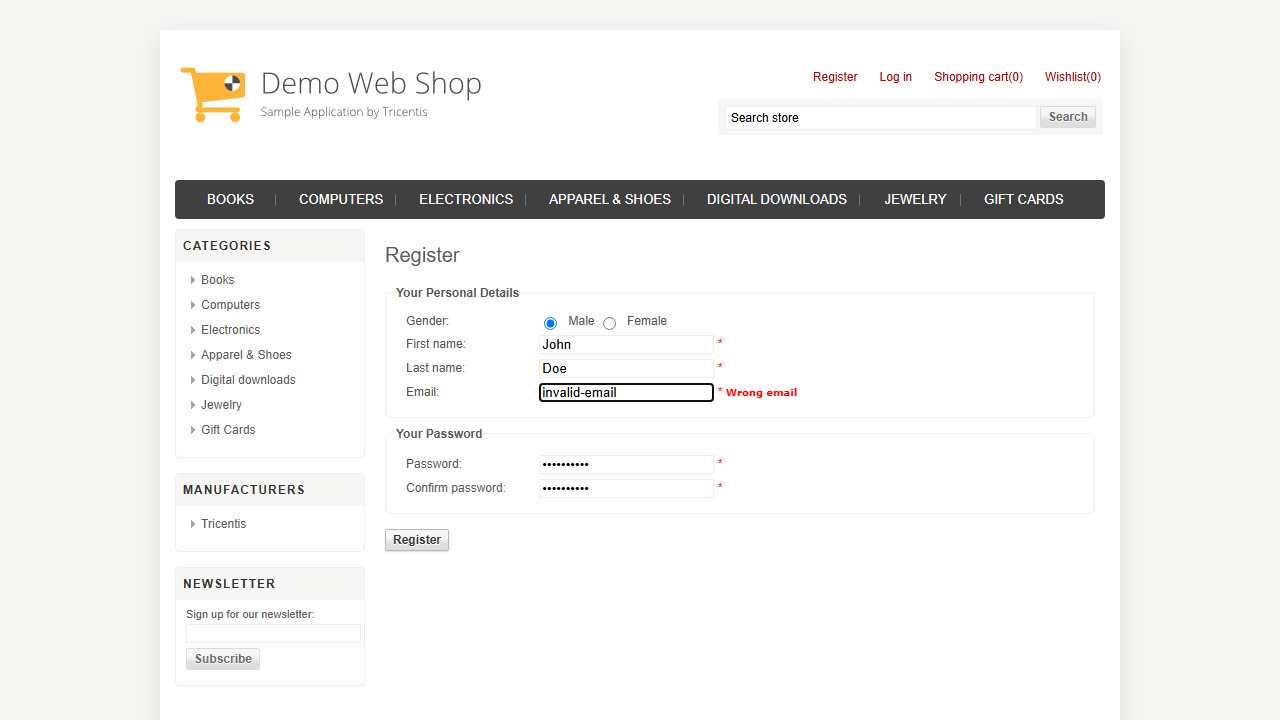 Demo Web Shop
Sample Application by Tricentis
Register Log in Shopping cart(0) Wishlist(0)
Search store Search
BOOKS COMPUTERS ELECTRONICS APPAREL & SHOES DIGITAL DOWNLOADS JEWELRY GIFT CARDS
CATEGORIES
Books
Computers
Electronics
Apparel & Shoes
Digital downloads
Jewelry
Gift Cards
MANUFACTURERS
Tricentis
NEWSLETTER
Sign up for our newsletter:
Subscribe
Register
Your Personal Details
Gender: Male Female
First name: John *
Last name: Doe *
Email: invalid-email * Wrong email
Your Password
Password: •••••••••• *
Confirm password: •••••••••• *
Register